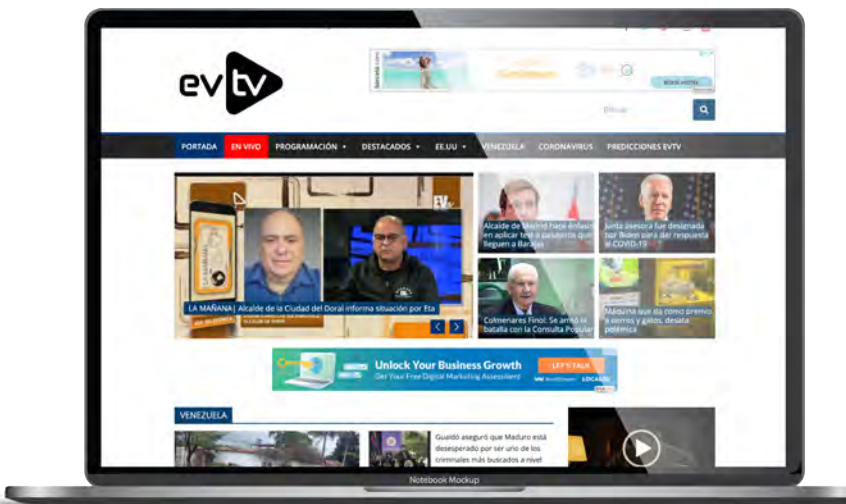 evtv
Buscar
PORTADA EN VIVO PROGRAMACIÓN DESTACADOS EE.UU VENEZUELA CORONAVIRUS PREDICCIONES EVTV
EV
LA MAÑANA
LA MAÑANA| Alcalde de la Ciudad del Doral informa situación por Eta
Alcalde de Madrid hace énfasis
en aplicar test a pasajeros que
lleguen a Barajas
Junta asesora fue designada
por Biden para dar respuesta
al COVID-19
Colmenares Finol: Se armó la
batalla con la Consulta Popular
Máquina que da como premio
a perros y gatos, desata
polémica
Unlock Your Business Growth
Get Your Free Digital Marketing Assessment
LET'S TALK
LOCALiQ
VENEZUELA
Guaidó aseguró que Maduro está
desesperado por ser uno de los
criminales más buscados a nivel
Notebook Mockup